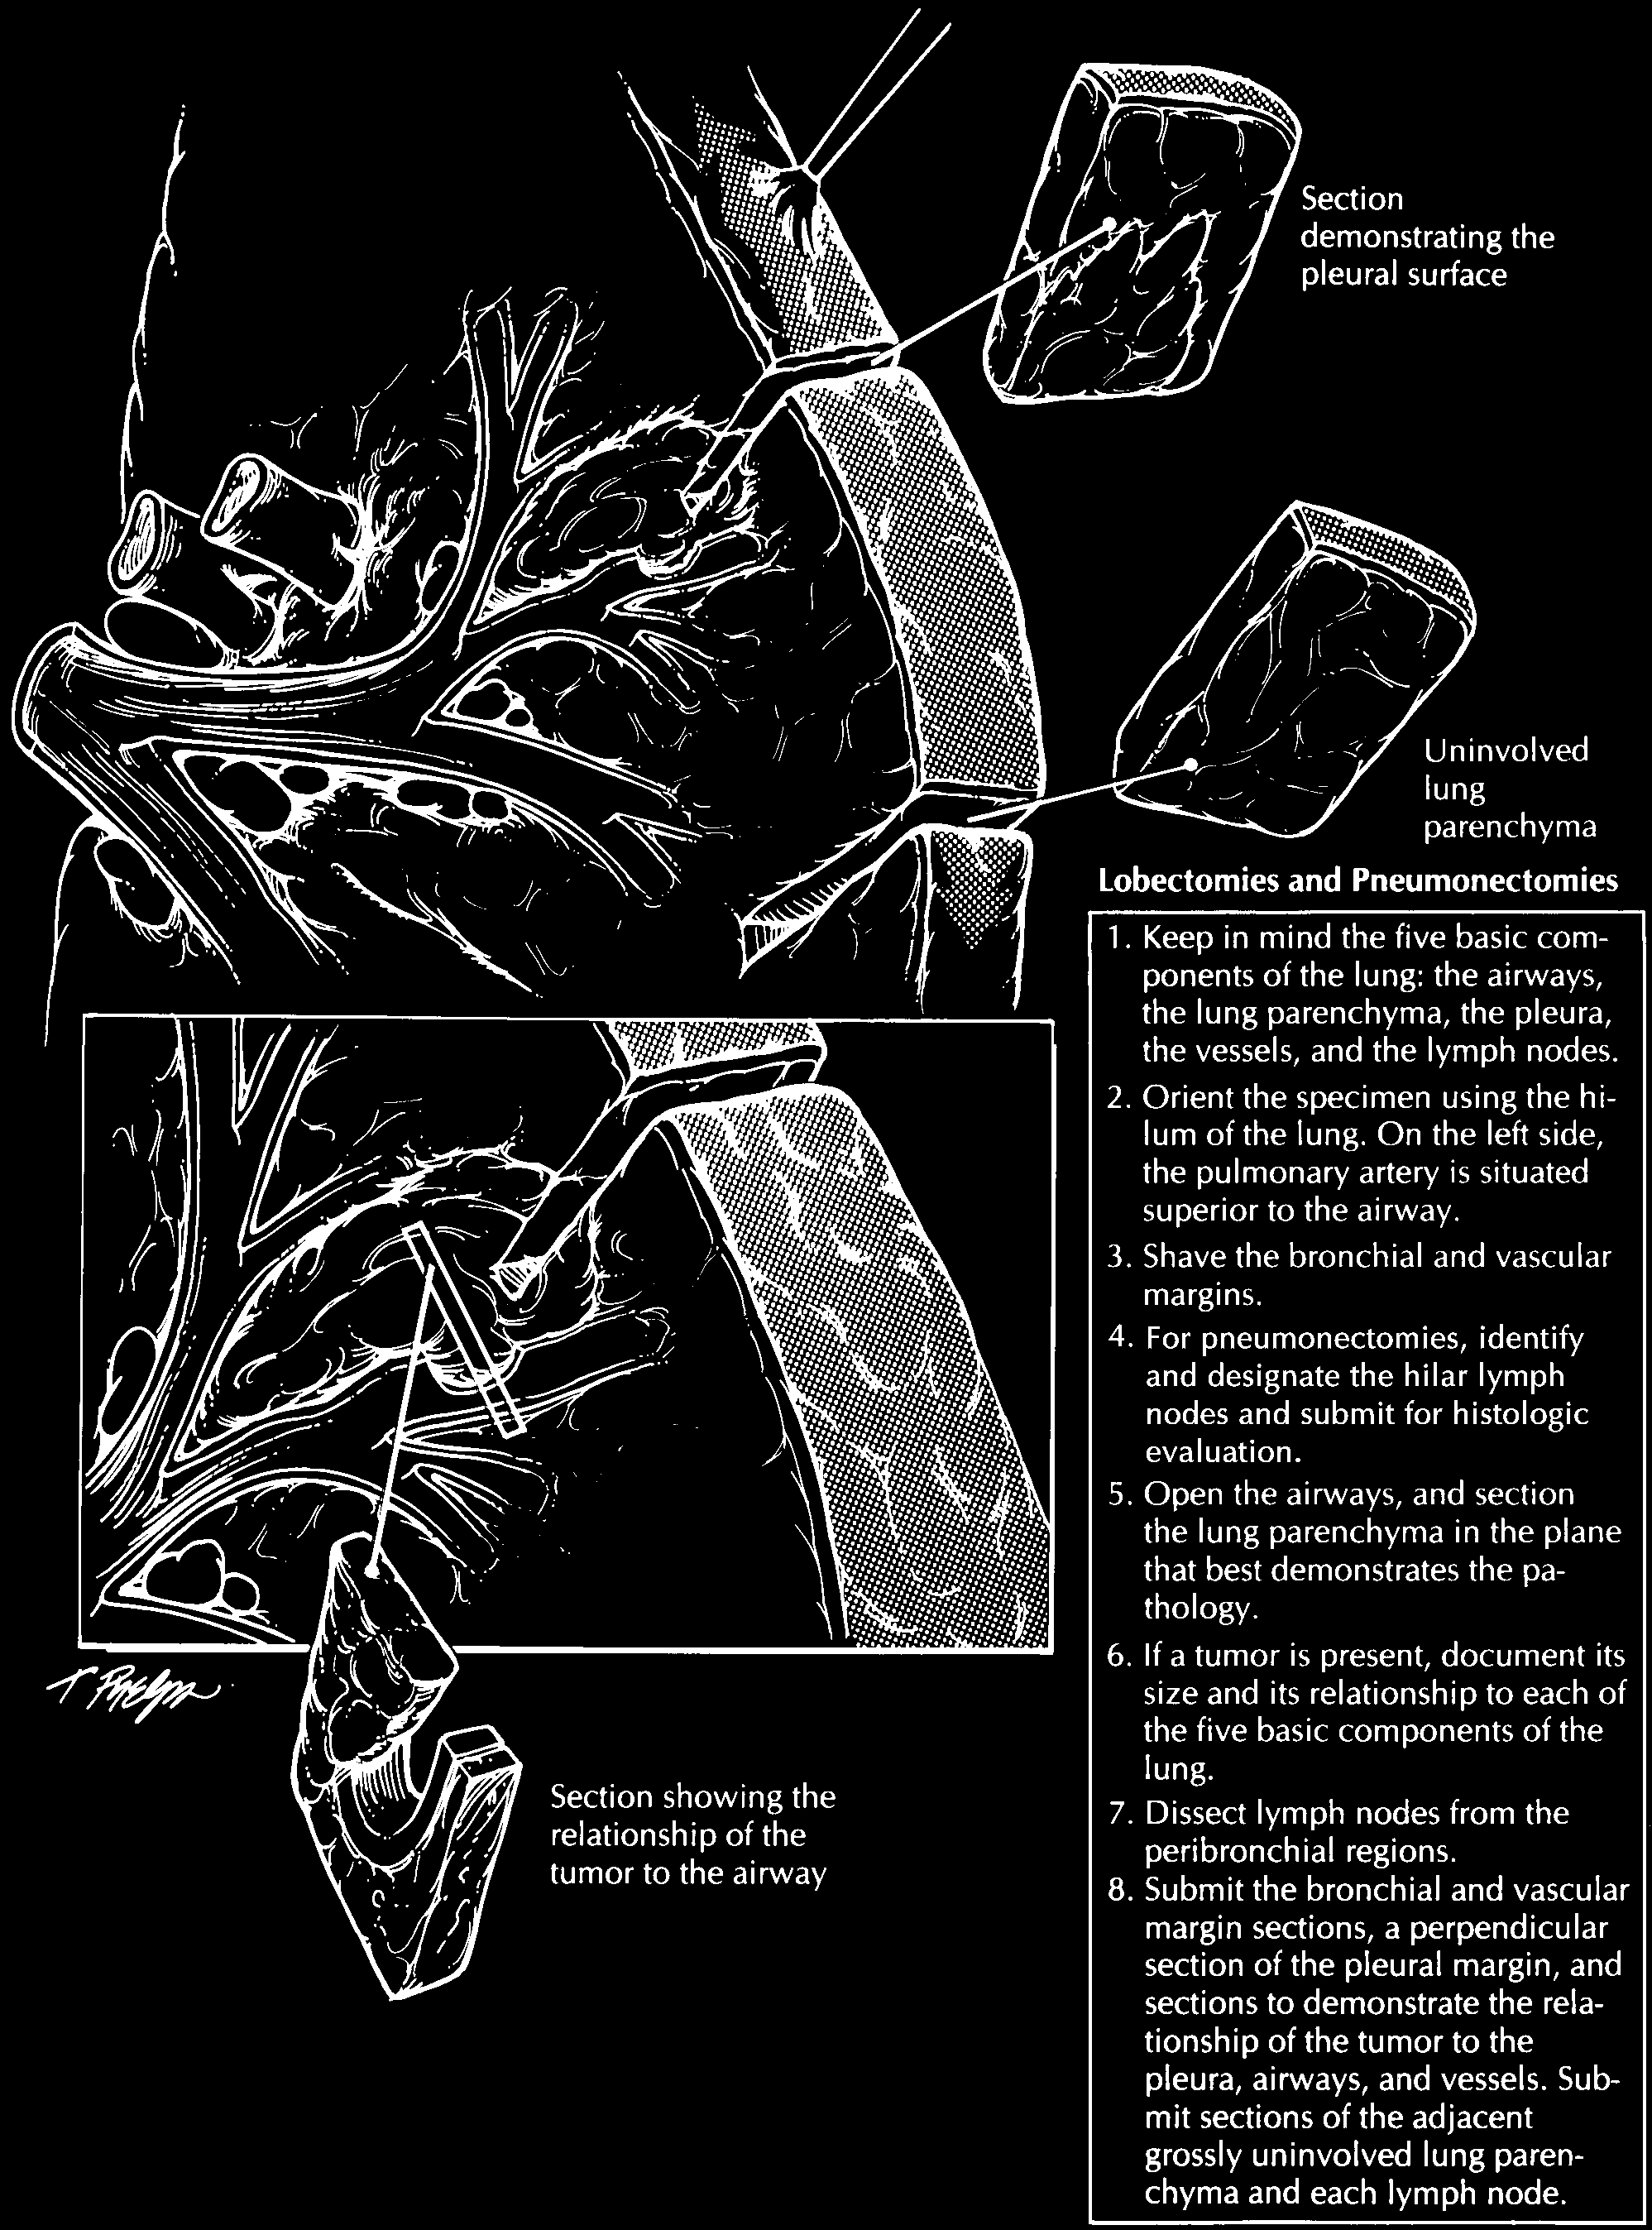 Section
demonstrating the
pleural surface
Uninvolved
lung
parenchyma
Lobectomies and Pneumonectomies
1. Keep in mind the five basic com-
ponents of the lung: the airways,
the lung parenchyma, the pleura,
the vessels, and the lymph nodes.
2. Orient the specimen using the hi-
lum of the lung. On the left side,
the pulmonary artery is situated
superior to the airway.
3. Shave the bronchial and vascular
margins.
4. For pneumonectomies, identify
and designate the hilar lymph
nodes and submit for histologic
evaluation.
5. Open the airways, and section
the lung parenchyma in the plane
that best demonstrates the pa-
thology.
6. If a tumor is present, document its
size and its relationship to each of
the five basic components of the
lung.
7. Dissect lymph nodes from the
peribronchial regions.
8. Submit the bronchial and vascular
margin sections, a perpendicular
section of the pleural margin, and
sections to demonstrate the rela-
tionship of the tumor to the
pleura, airways, and vessels. Sub-
mit sections of the adjacent
grossly uninvolved lung paren-
chyma and each lymph node.
Section showing the
relationship of the
tumor to the airway